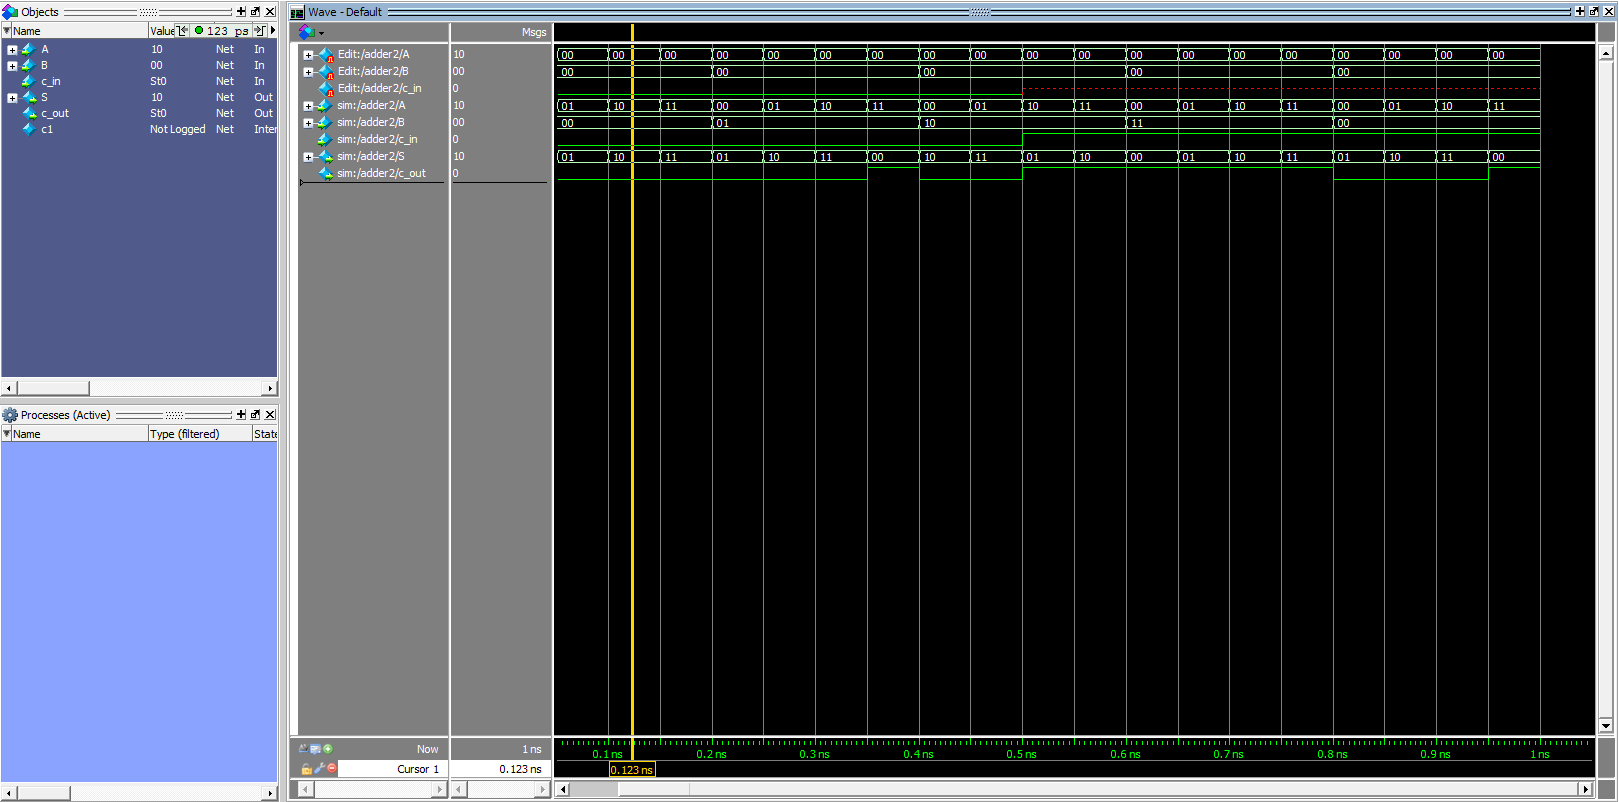 Objects
Name Value 123 ps
A 10 Net In
B 00 Net In
c_in St0 Net In
S 10 Net Out
c_out St0 Net Out
c1 Not Logged Net Inter
Processes (Active)
Name Type (filtered) State
Wave - Default
Msgs
Edit:/adder2/A 10 00 00 00 00 00 00 00 00 00 00 00 00 00 00 00 00 00 00 00
Edit:/adder2/B 00 00 00 00 00 00
Edit:/adder2/c_in 0
sim:/adder2/A 10 01 10 11 00 01 10 11 00 01 10 11 00 01 10 11 00 01 10 11
sim:/adder2/B 00 00 01 10 11 00
sim:/adder2/c_in 0
sim:/adder2/S 10 01 10 11 01 10 11 00 10 11 01 10 00 01 10 11 01 10 11 00
sim:/adder2/c_out 0
Now 1 ns 0.1 ns 0.2 ns 0.3 ns 0.4 ns 0.5 ns 0.6 ns 0.7 ns 0.8 ns 0.9 ns 1 ns
Cursor 1 0.123 ns 0.123 ns